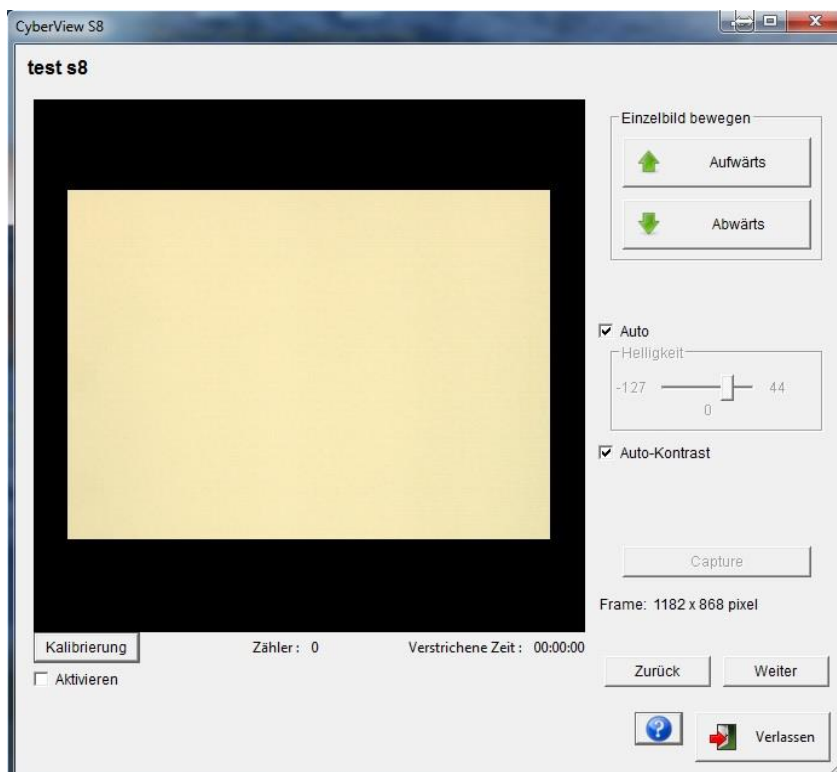 CyberView S8
test s8
Einzelbild bewegen
Aufwärts
Abwärts
Auto
Helligkeit
-127 44
0
Auto-Kontrast
Capture
Frame: 1182 x 868 pixel
Kalibrierung Zähler : 0 Verstrichene Zeit : 00:00:00
Aktivieren
Zurück Weiter
? Verlassen